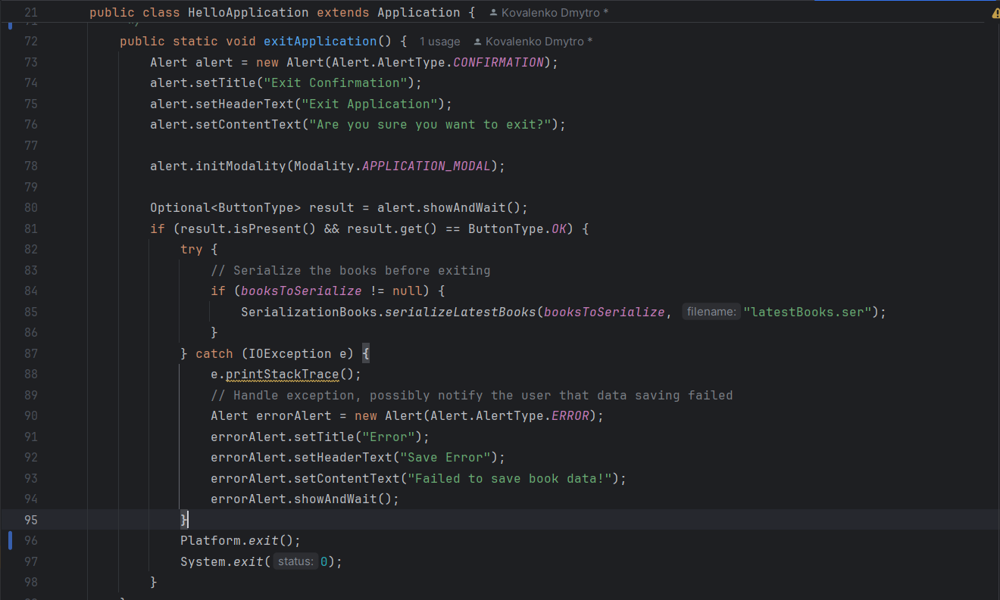 21 public class HelloApplication extends Application { Kovalenko Dmytro *
71 */
72 public static void exitApplication() { 1 usage Kovalenko Dmytro *
73 Alert alert = new Alert(Alert.AlertType.CONFIRMATION);
74 alert.setTitle("Exit Confirmation");
75 alert.setHeaderText("Exit Application");
76 alert.setContentText("Are you sure you want to exit?");
77
78 alert.initModality(Modality.APPLICATION_MODAL);
79
80 Optional<ButtonType> result = alert.showAndWait();
81 if (result.isPresent() && result.get() == ButtonType.OK) {
82 try {
83 // Serialize the books before exiting
84 if (booksToSerialize != null) {
85 SerializationBooks.serializeLatestBooks(booksToSerialize, filename: "latestBooks.ser");
86 }
87 } catch (IOException e) {
88 e.printStackTrace();
89 // Handle exception, possibly notify the user that data saving failed
90 Alert errorAlert = new Alert(Alert.AlertType.ERROR);
91 errorAlert.setTitle("Error");
92 errorAlert.setHeaderText("Save Error");
93 errorAlert.setContentText("Failed to save book data!");
94 errorAlert.showAndWait();
95 }
96 Platform.exit();
97 System.exit( status: 0);
98 }